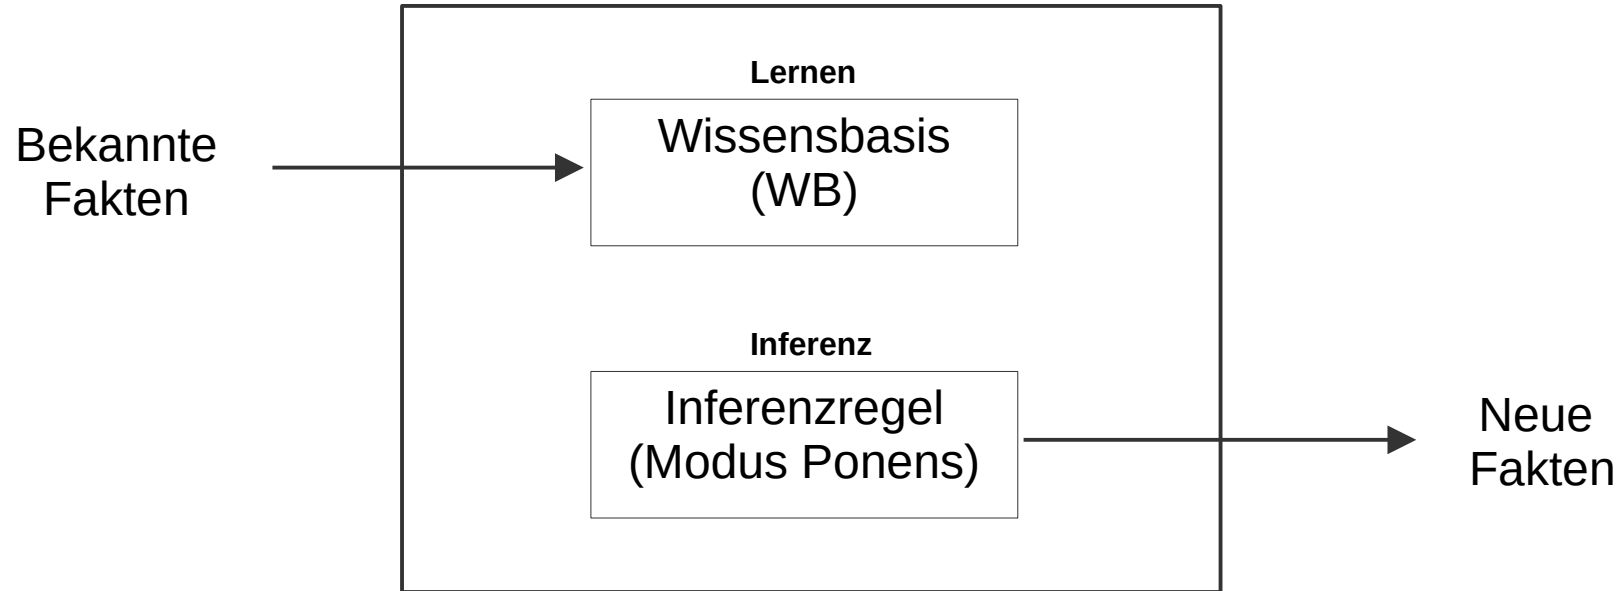 Lernen
Bekannte
Fakten
Wissensbasis
(WB)
Inferenz
Inferenzregel
(Modus Ponens)
Neue
Fakten